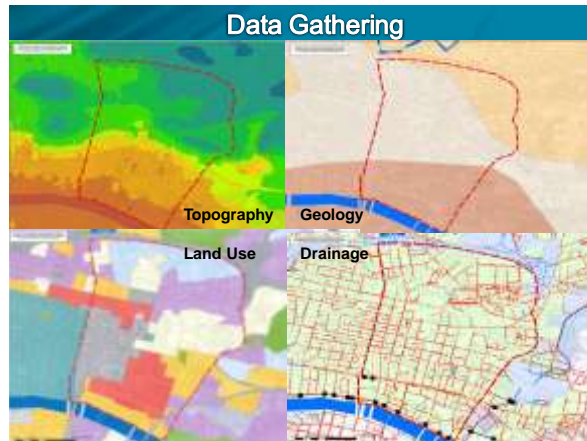 Data Gathering
Topography
Geology
Land Use
Drainage